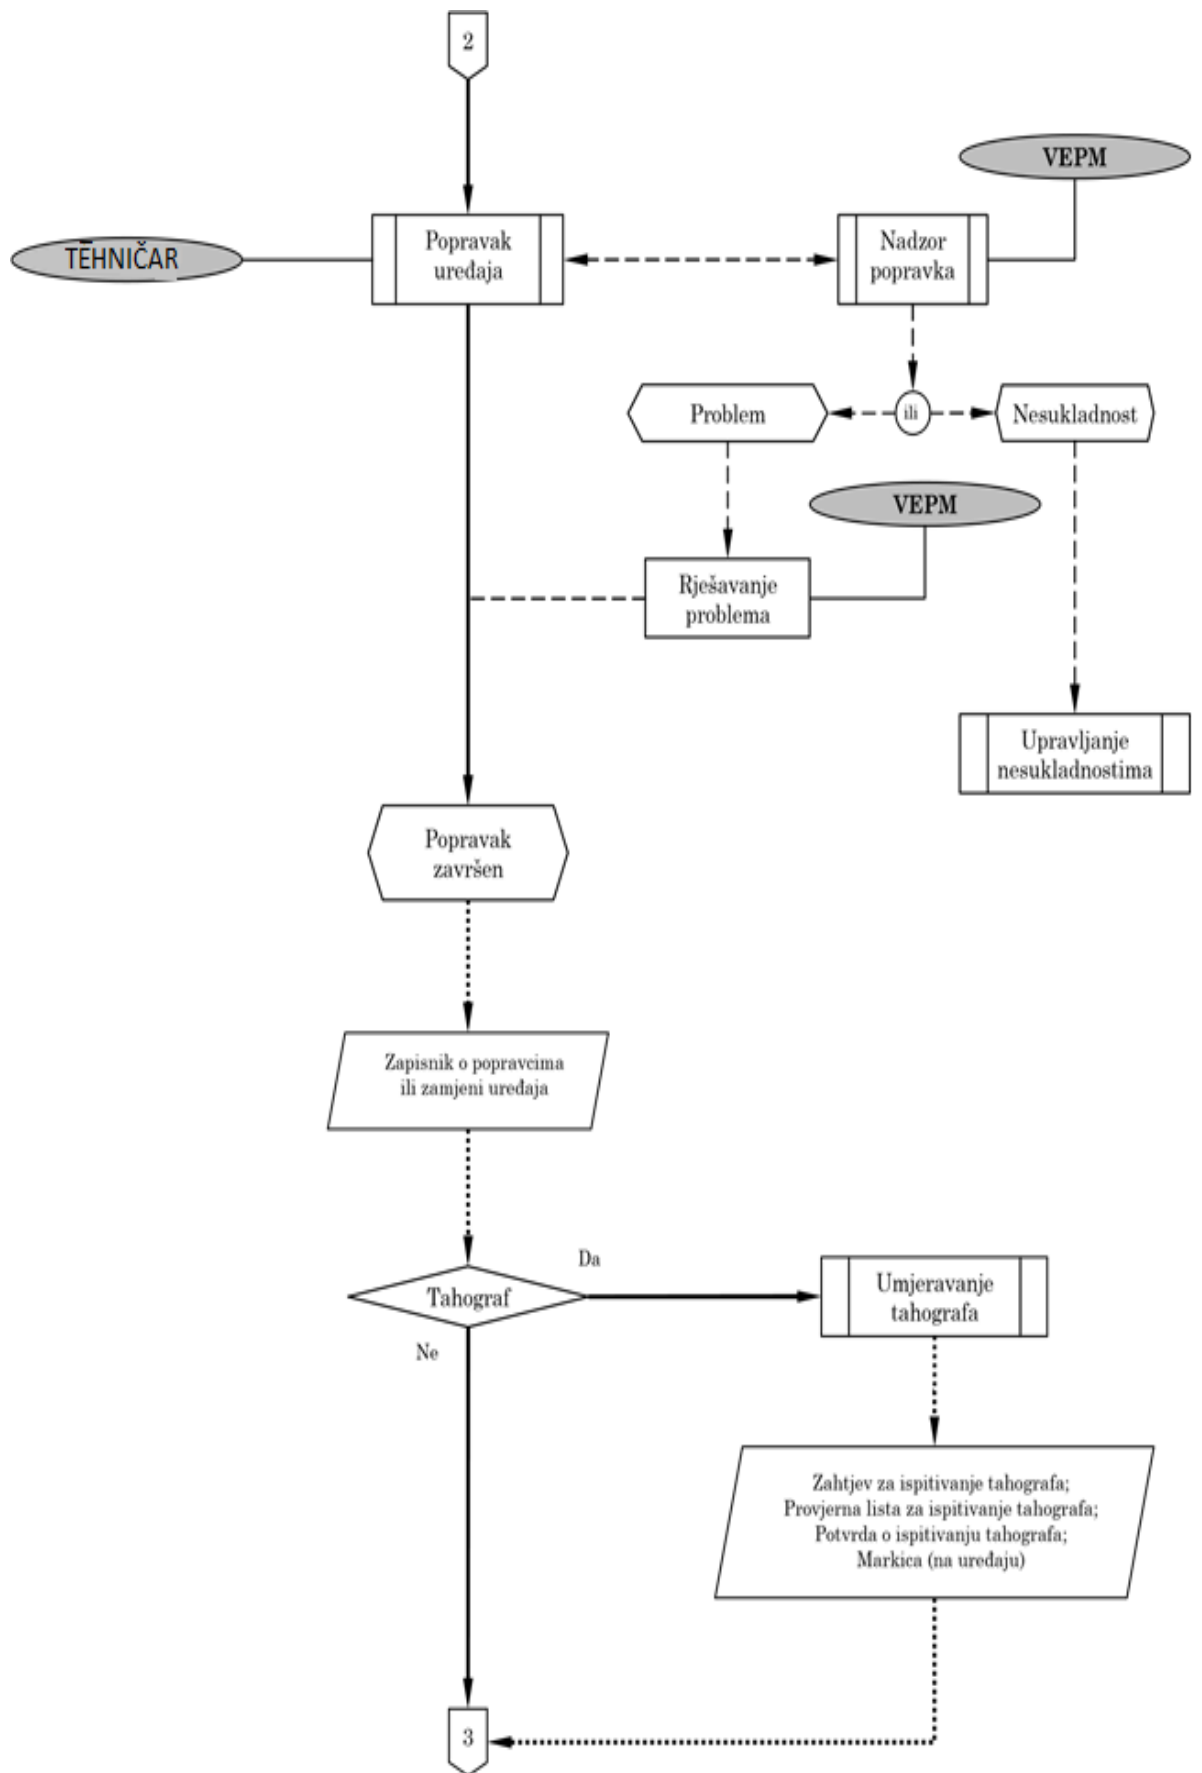 2
VEPM
TEHNIČAR
Popravak
uređaja
Nadzor
popravka
Problem
ili
Nesukladnost
VEPM
Rješavanje
problema
Upravljanje
nesukladnostima
Popravak
završen
Zapisnik o popravcima
ili zamjeni uređaja
Tahograf
Da
Ne
Umjeravanje
tahografa
Zahtjev za ispitivanje tahografa;
Provjerna lista za ispitivanje tahografa;
Potvrda o ispitivanju tahografa;
Markica (na uređaju)
3